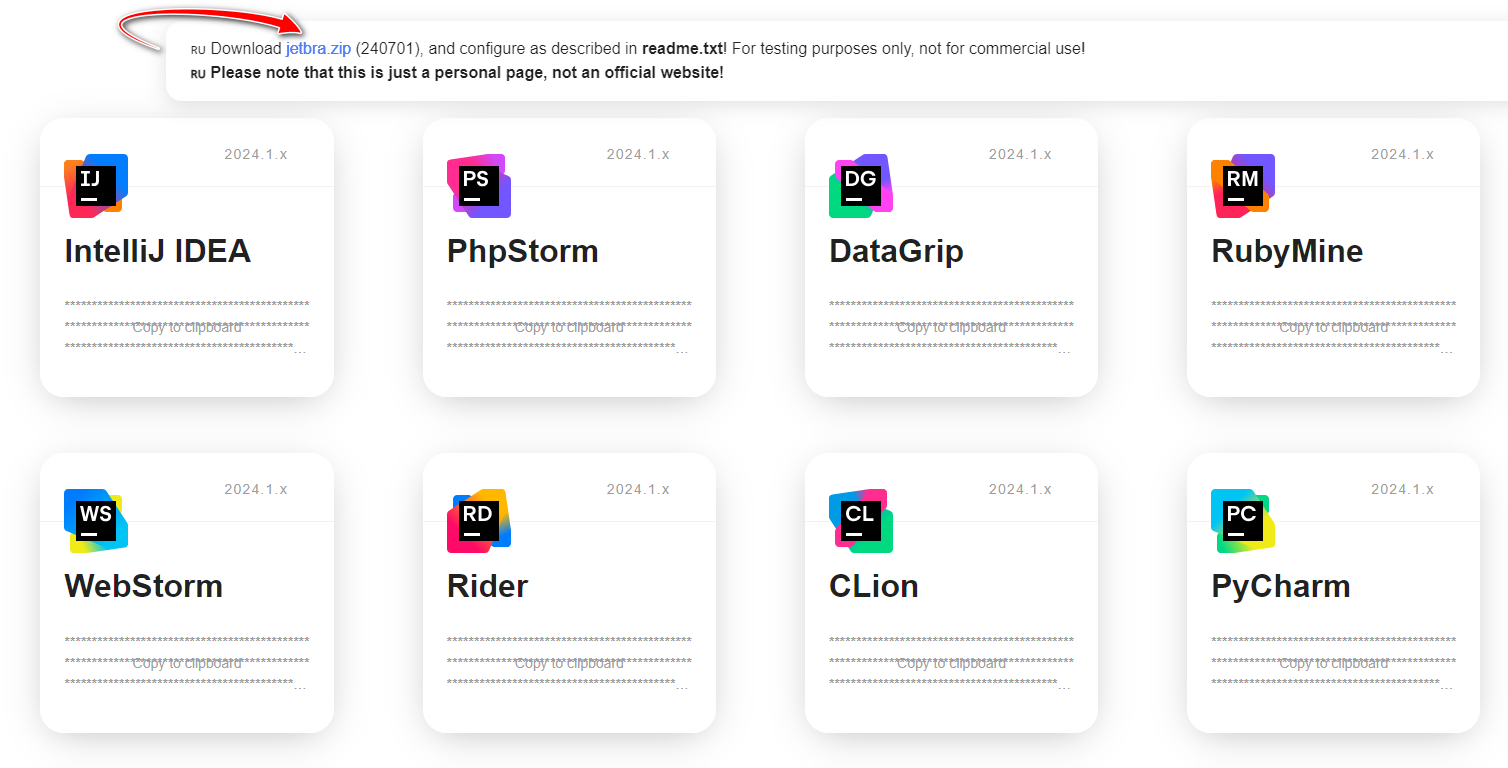 RU Download jetbra.zip (240701), and configure as described in readme.txt! For testing purposes only, not for commercial use!
RU Please note that this is just a personal page, not an official website!
2024.1.x
IJ
IntelliJ IDEA
Copy to clipboard
2024.1.x
PS
PhpStorm
Copy to clipboard
2024.1.x
DG
DataGrip
Copy to clipboard
2024.1.x
RM
RubyMine
Copy to clipboard
2024.1.x
WS
WebStorm
Copy to clipboard
2024.1.x
RD
Rider
Copy to clipboard
2024.1.x
CL
CLion
Copy to clipboard
2024.1.x
PC
PyCharm
Copy to clipboard